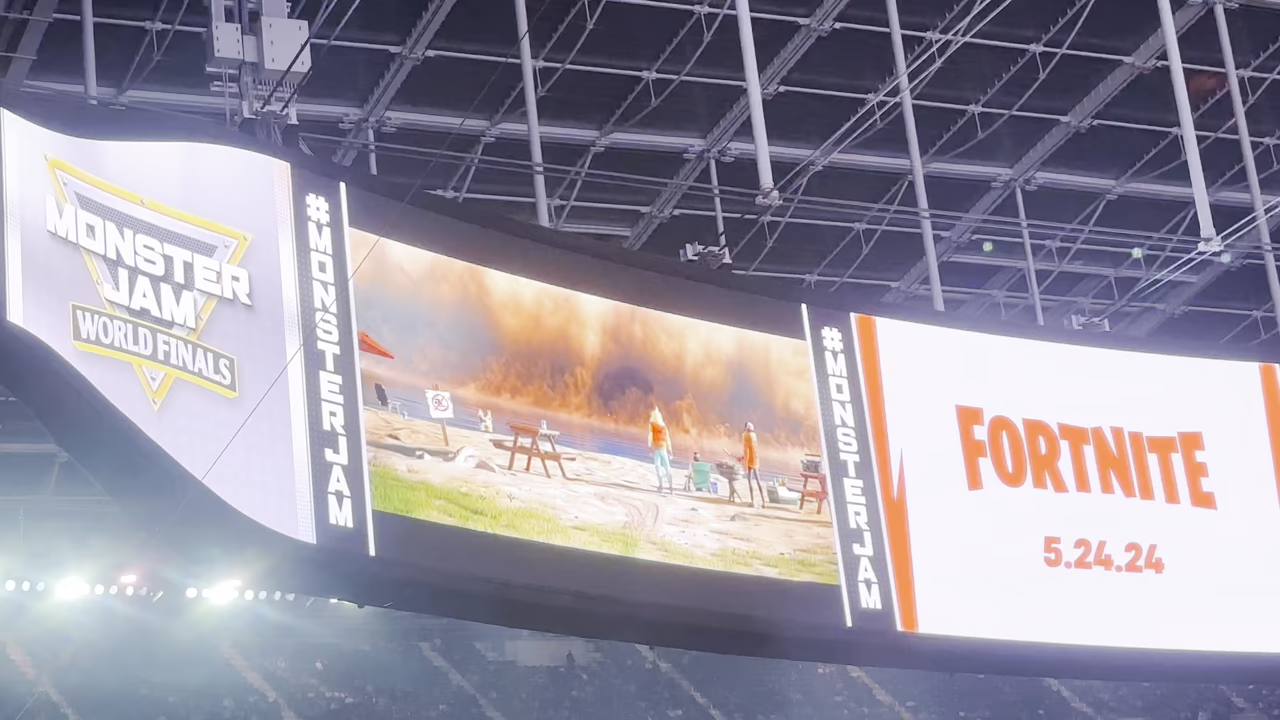 MONSTER
JAM
WORLD FINALS
#MONSTERJAM
#MONSTERJAM
FORTNITE
5.24.24